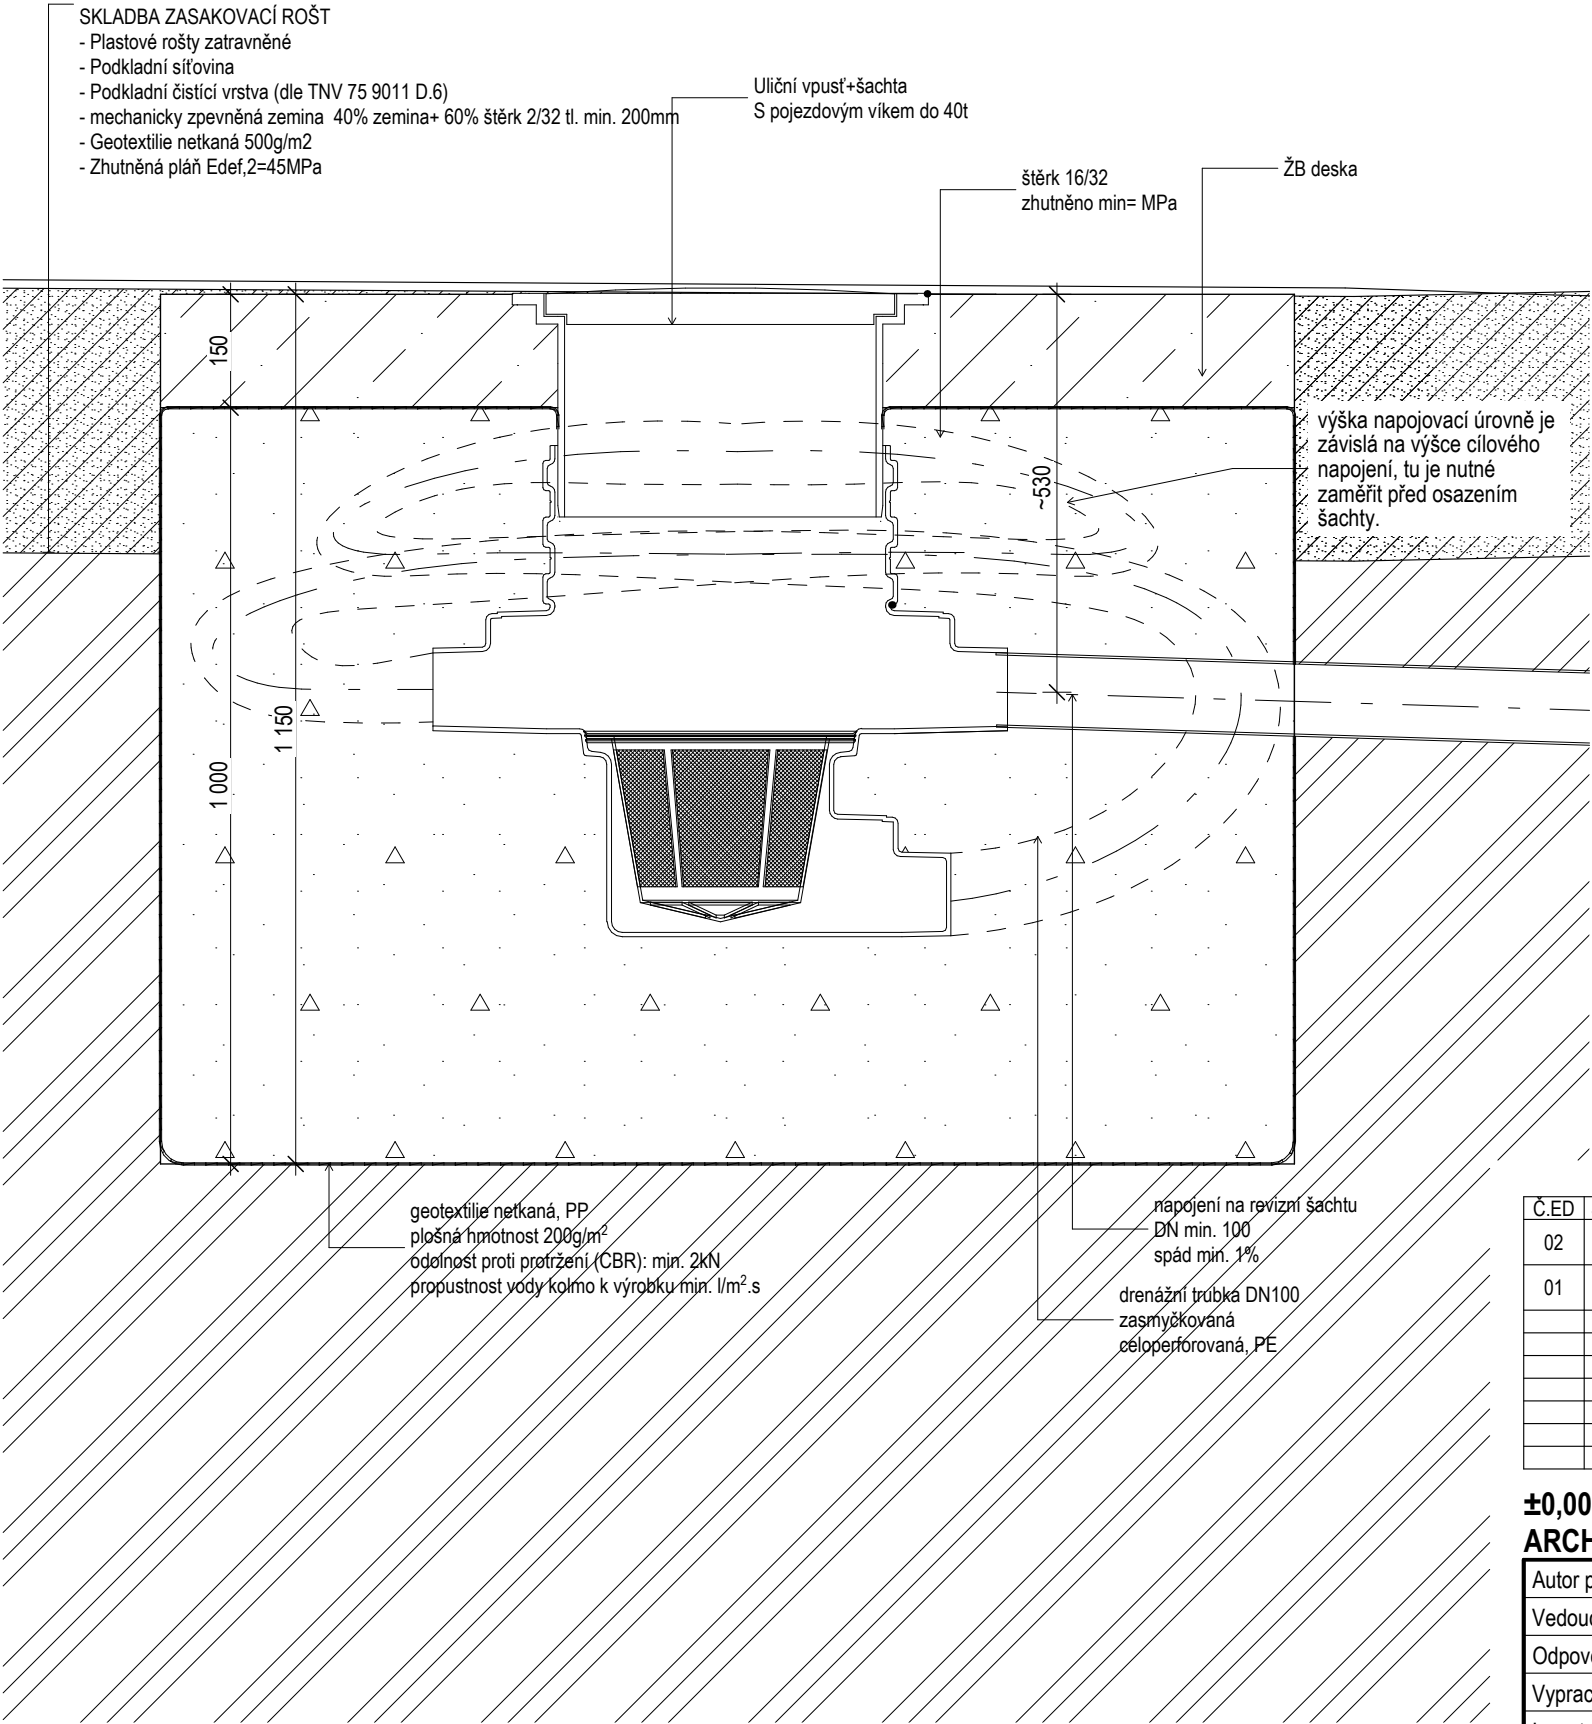 SKLADBA ZASAKOVACÍ ROŠT
- Plastové rošty zatravněné
- Podkladní síťovina
- Podkladní čistící vrstva (dle TNV 75 9011 D.6)
- mechanicky zpevněná zemina  40% zemina+ 60% štěrk 2/32 tl. min. 200mm
- Geotextilie netkaná 500g/m2
- Zhutněná pláň Edef,2=45MPa
Uliční vpusť+šachta
S pojezdovým víkem do 40t
štěrk 16/32
zhutněno min= MPa
ŽB deska
150
výška napojovací úrovně je
závislá na výšce cílového
napojení, tu je nutné
zaměřit před osazením
šachty.
~530
1 150
1 000
geotextilie netkaná, PP
plošná hmotnost 200g/m²
odolnost proti protržení (CBR): min. 2kN
propustnost vody kolmo k výrobku min. l/m².s
napojení na revizní šachtu
DN min. 100
spád min. 1%
drenážní trubka DN100
zasmyčkovaná
celoperforovaná, PE
Č.ED
02
01
±0,00
ARCH
Autor p
Vedouc
Odpov
Vyprac